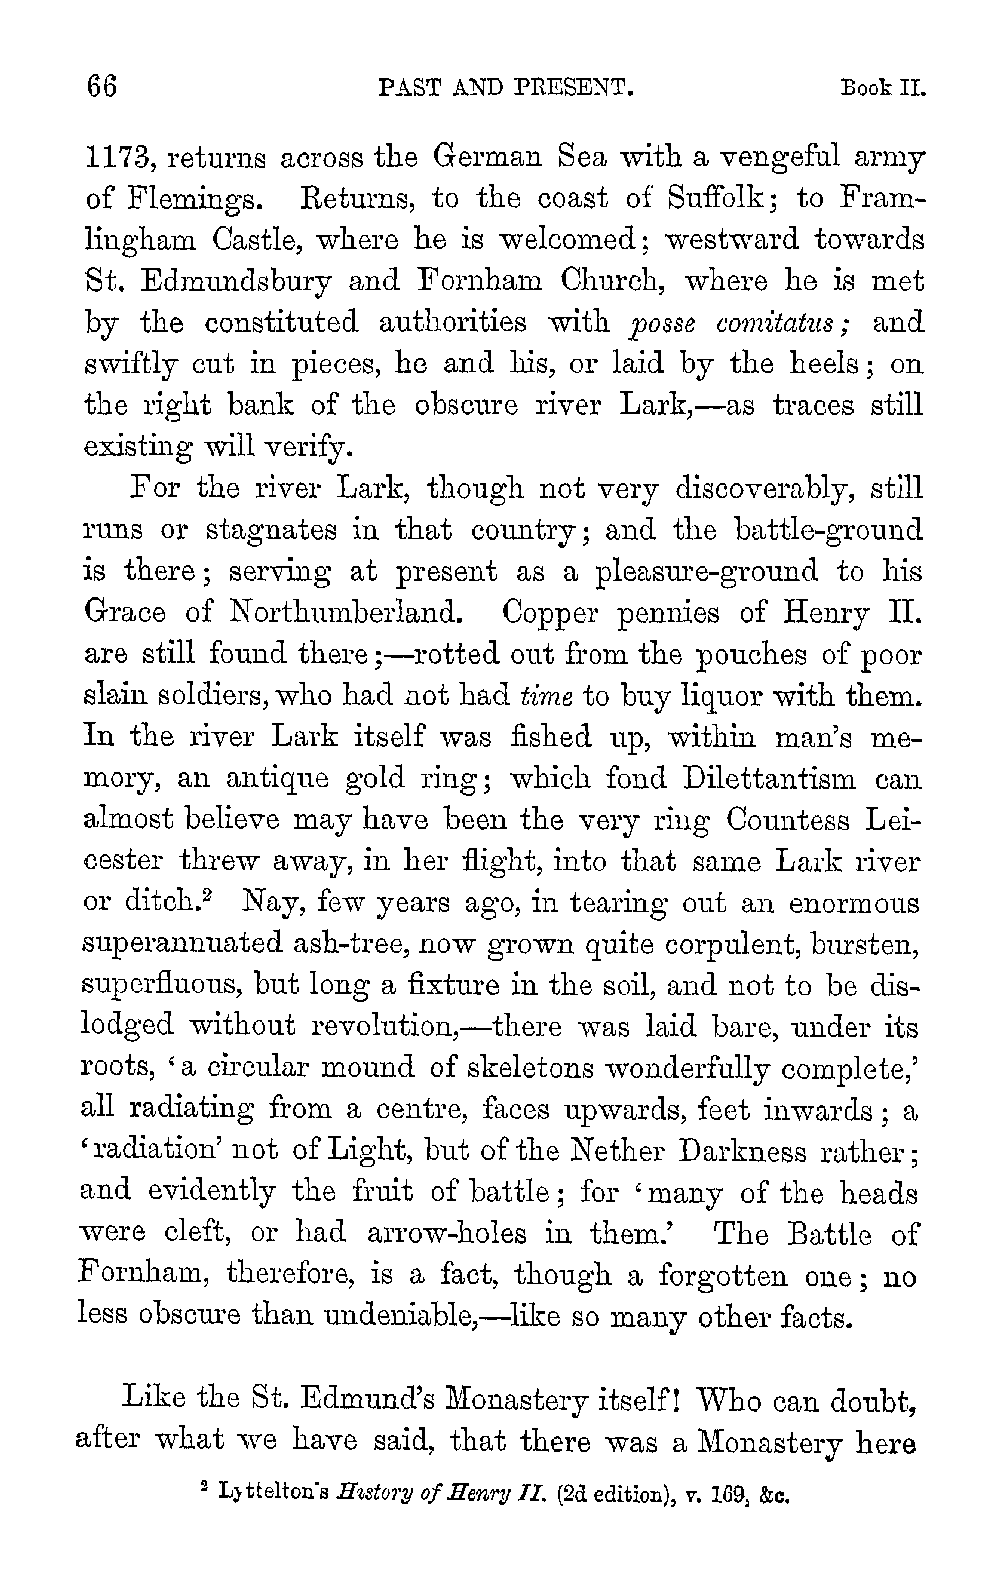 66 PAST AND PRESENT. Book II.
1173, returns across the German Sea with a vengeful army
of Flemings. Returns, to the coast of Suffolk; to Fram-
lingham Castle, where he is welcomed; westward towards
St. Edmundsbury and Fornham Church, where he is met
by the constituted authorities with posse comitatus; and
swiftly cut in pieces, he and his, or laid by the heels; on
the right bank of the obscure river Lark,—as traces still
existing will verify.
For the river Lark, though not very discoverably, still
runs or stagnates in that country; and the battle-ground
is there; serving at present as a pleasure-ground to his
Grace of Northumberland. Copper pennies of Henry II.
are still found there;—rotted out from the pouches of poor
slain soldiers, who had not had time to buy liquor with them.
In the river Lark itself was fished up, within man's me-
mory, an antique gold ring; which fond Dilettantism can
almost believe may have been the very ring Countess Lei-
cester threw away, in her flight, into that same Lark river
or ditch.² Nay, few years ago, in tearing out an enormous
superannuated ash-tree, now grown quite corpulent, bursten,
superfluous, but long a fixture in the soil, and not to be dis-
lodged without revolution,—there was laid bare, under its
roots, ‘a circular mound of skeletons wonderfully complete,’
all radiating from a centre, faces upwards, feet inwards; a
‘radiation’ not of Light, but of the Nether Darkness rather;
and evidently the fruit of battle; for ‘many of the heads
were cleft, or had arrow-holes in them.’ The Battle of
Fornham, therefore, is a fact, though a forgotten one; no
less obscure than undeniable,—like so many other facts.
Like the St. Edmund's Monastery itself! Who can doubt,
after what we have said, that there was a Monastery here
² Lyttelton's History of Henry II. (2d edition), v. 169, &c.